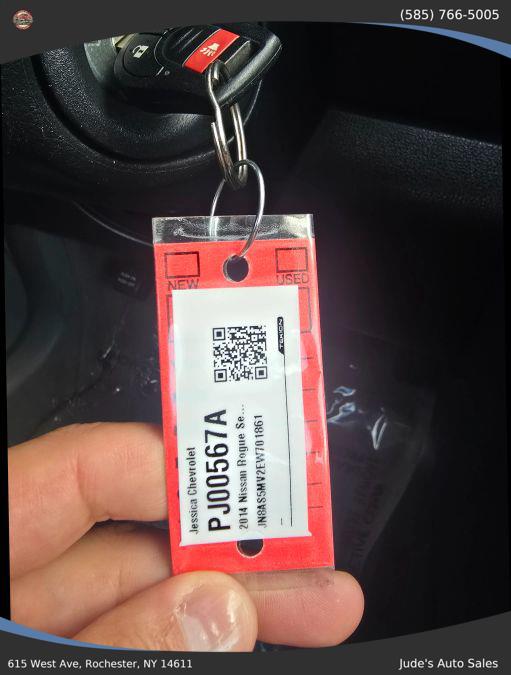 (585) 766-5005
NEW
USED
TEKION
Jessica Chevrolet
PJ00567A
2014 Nissan Rogue Se...
JN8AS5MV2EW701861
615 West Ave, Rochester, NY 14611
Jude's Auto Sales